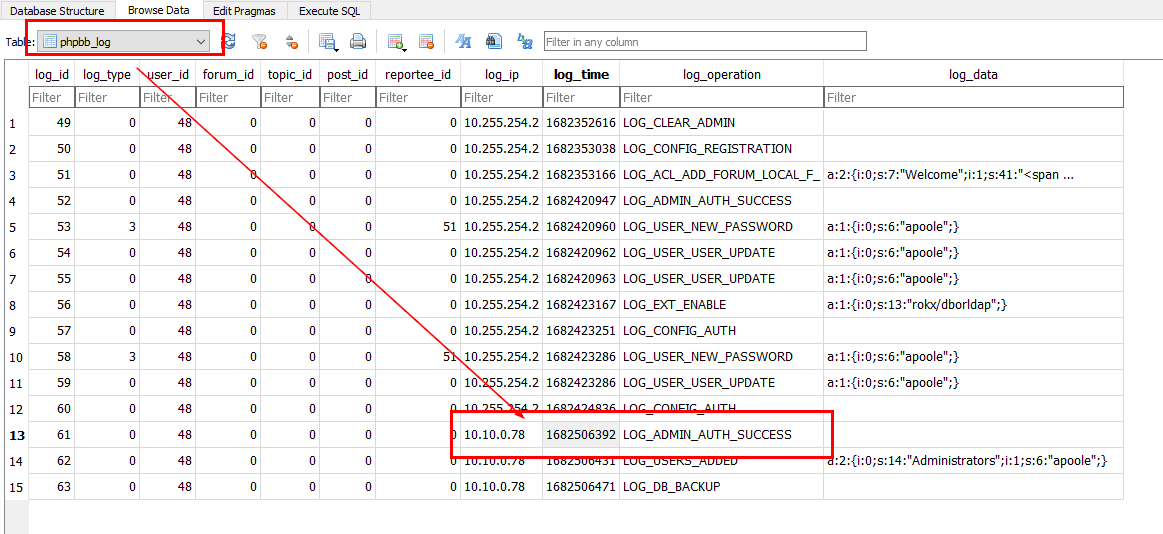 Database Structure Browse Data Edit Pragmas Execute SQL
Table: phpbb_log Filter in any column
log_id log_type user_id forum_id topic_id post_id reportee_id log_ip log_time log_operation log_data
Filter Filter Filter Filter Filter Filter Filter Filter Filter Filter Filter
1 49 0 48 0 0 0 0 10.255.254.2 1682352616 LOG_CLEAR_ADMIN
2 50 0 48 0 0 0 0 10.255.254.2 1682353038 LOG_CONFIG_REGISTRATION
3 51 0 48 0 0 0 0 10.255.254.2 1682353166 LOG_ACL_ADD_FORUM_LOCAL_F_ a:2:{i:0;s:7:"Welcome";i:1;s:41:"<span ...
4 52 0 48 0 0 0 0 10.255.254.2 1682420947 LOG_ADMIN_AUTH_SUCCESS
5 53 3 48 0 0 0 51 10.255.254.2 1682420960 LOG_USER_NEW_PASSWORD a:1:{i:0;s:6:"apoole";}
6 54 0 48 0 0 0 0 10.255.254.2 1682420962 LOG_USER_USER_UPDATE a:1:{i:0;s:6:"apoole";}
7 55 0 48 0 0 0 0 10.255.254.2 1682420963 LOG_USER_USER_UPDATE a:1:{i:0;s:6:"apoole";}
8 56 0 48 0 0 0 0 10.255.254.2 1682423167 LOG_EXT_ENABLE a:1:{i:0;s:13:"rokx/dborldap";}
9 57 0 48 0 0 0 0 10.255.254.2 1682423251 LOG_CONFIG_AUTH
10 58 3 48 0 0 0 51 10.255.254.2 1682423286 LOG_USER_NEW_PASSWORD a:1:{i:0;s:6:"apoole";}
11 59 0 48 0 0 0 0 10.255.254.2 1682423286 LOG_USER_USER_UPDATE a:1:{i:0;s:6:"apoole";}
12 60 0 48 0 0 0 0 10.255.254.2 1682424836 LOG_CONFIG_AUTH
13 61 0 48 0 0 0 0 10.10.0.78 1682506392 LOG_ADMIN_AUTH_SUCCESS
14 62 0 48 0 0 0 0 10.10.0.78 1682506431 LOG_USERS_ADDED a:2:{i:0;s:14:"Administrators";i:1;s:6:"apoole";}
15 63 0 48 0 0 0 0 10.10.0.78 1682506471 LOG_DB_BACKUP